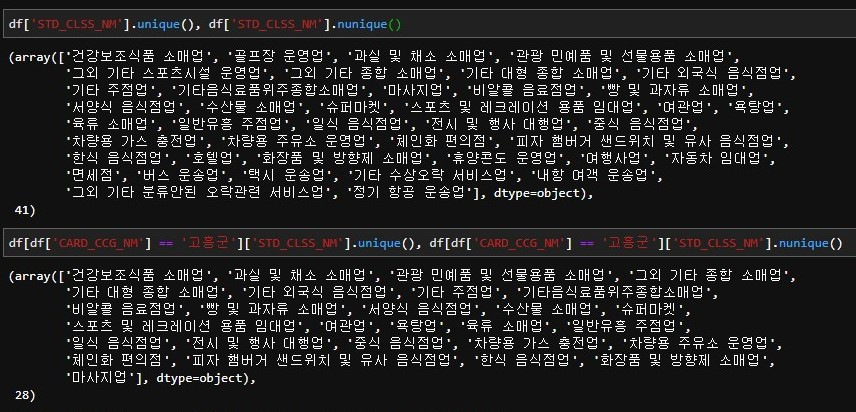 df['STD_CLSS_NM'].unique(), df['STD_CLSS_NM'].nunique()
(array(['건강보조식품 소매업', '골프장 운영업', '과실 및 채소 소매업', '관광 민예품 및 선물용품 소매업',
'그외 기타 스포츠시설 운영업', '그외 기타 종합 소매업', '기타 대형 종합 소매업', '기타 외국식 음식점업',
'기타 주점업', '기타음식료품위주종합소매업', '마사지업', '비알콜 음료점업', '빵 및 과자류 소매업',
'서양식 음식점업', '수산물 소매업', '슈퍼마켓', '스포츠 및 레크레이션 용품 임대업', '여관업', '욕탕업',
'육류 소매업', '일반유흥 주점업', '일식 음식점업', '전시 및 행사 대행업', '중식 음식점업',
'차량용 가스 충전업', '차량용 주유소 운영업', '체인화 편의점', '피자 햄버거 샌드위치 및 유사 음식점업',
'한식 음식점업', '호텔업', '화장품 및 방향제 소매업', '휴양콘도 운영업', '여행사업', '자동차 임대업',
'면세점', '버스 운송업', '택시 운송업', '기타 수상오락 서비스업', '내항 여객 운송업',
'그외 기타 분류안된 오락관련 서비스업', '정기 항공 운송업'], dtype=object),
41)
df[df['CARD_CCG_NM'] == '고흥군']['STD_CLSS_NM'].unique(), df[df['CARD_CCG_NM'] == '고흥군']['STD_CLSS_NM'].nunique()
(array(['건강보조식품 소매업', '과실 및 채소 소매업', '관광 민예품 및 선물용품 소매업', '그외 기타 종합 소매업',
'기타 대형 종합 소매업', '기타 외국식 음식점업', '기타 주점업', '기타음식료품위주종합소매업',
'비알콜 음료점업', '빵 및 과자류 소매업', '서양식 음식점업', '수산물 소매업', '슈퍼마켓',
'스포츠 및 레크레이션 용품 임대업', '여관업', '욕탕업', '육류 소매업', '일반유흥 주점업',
'일식 음식점업', '전시 및 행사 대행업', '중식 음식점업', '차량용 가스 충전업', '차량용 주유소 운영업',
'체인화 편의점', '피자 햄버거 샌드위치 및 유사 음식점업', '한식 음식점업', '화장품 및 방향제 소매업',
'마사지업'], dtype=object),
28)